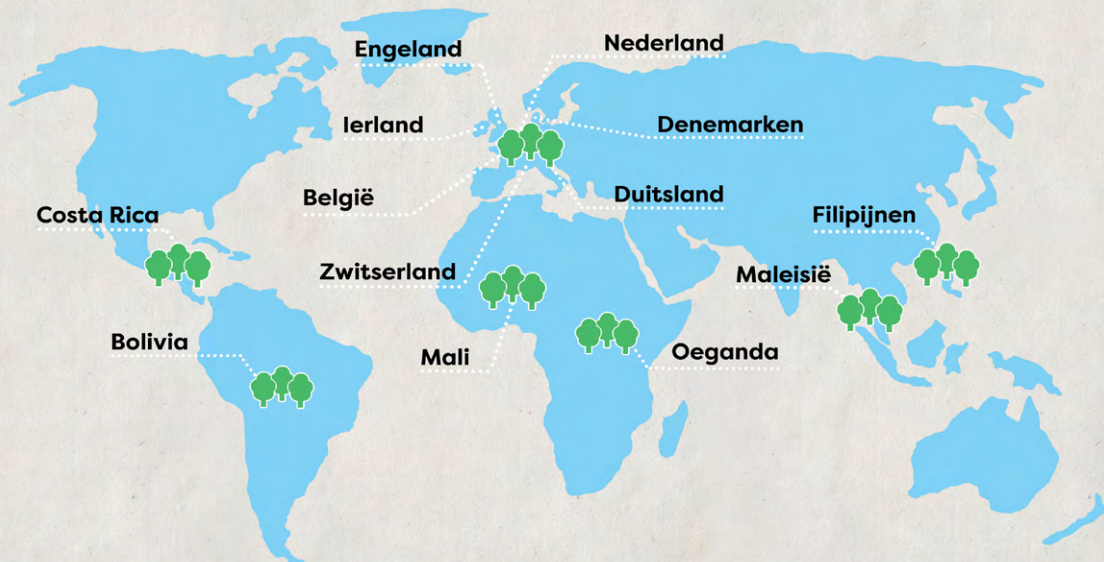 Engeland
Nederland
Ierland
Denemarken
België
Duitsland
Costa Rica
Filipijnen
Zwitserland
Maleisië
Bolivia
Mali
Oeganda